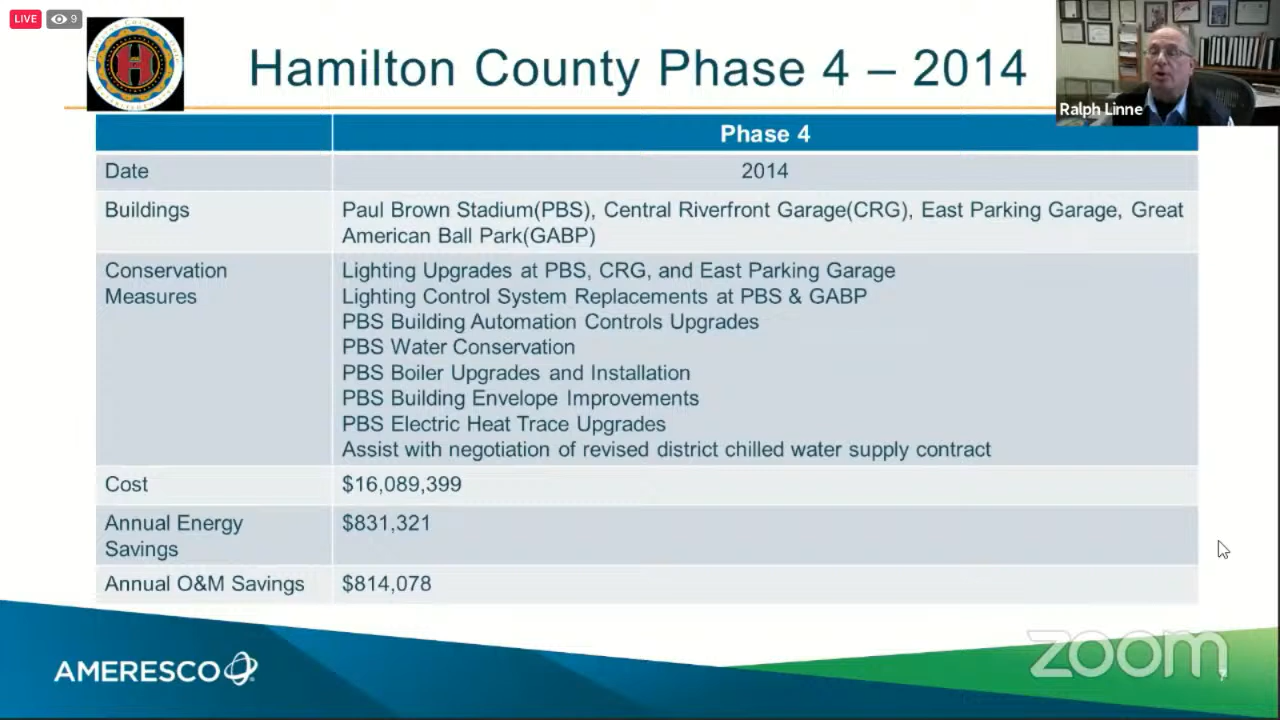 LIVE 9
Hamilton County Phase 4 – 2014
Ralph Linne
Phase 4
Date 2014
Buildings Paul Brown Stadium(PBS), Central Riverfront Garage(CRG), East Parking Garage, Great
American Ball Park(GABP)
Conservation Lighting Upgrades at PBS, CRG, and East Parking Garage
Measures Lighting Control System Replacements at PBS & GABP
PBS Building Automation Controls Upgrades
PBS Water Conservation
PBS Boiler Upgrades and Installation
PBS Building Envelope Improvements
PBS Electric Heat Trace Upgrades
Assist with negotiation of revised district chilled water supply contract
Cost $16,089,399
Annual Energy $831,321
Savings
Annual O&M Savings $814,078
AMERESCO
zoom